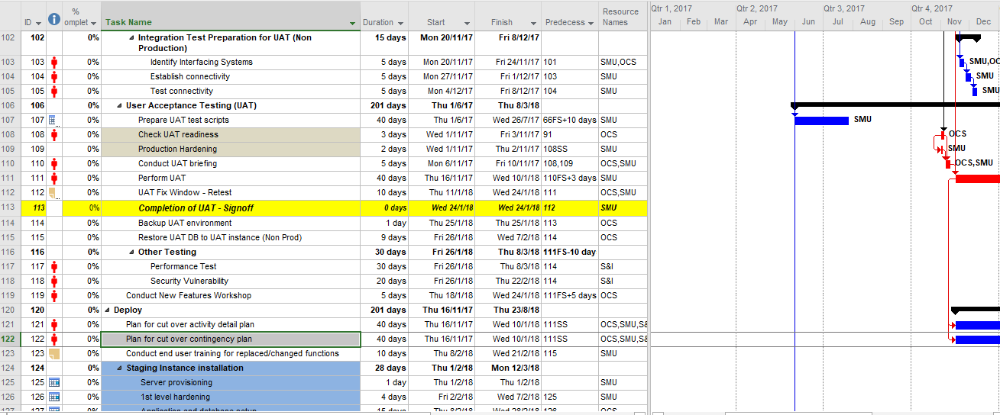 Qtr 1, 2017 Qtr 2, 2017 Qtr 3, 2017 Qtr 4, 2017
ID % omplet Task Name Duration Start Finish Predecess Resource Names Jan Feb Mar Apr May Jun Jul Aug Sep Oct Nov Dec
102 102 0% Integration Test Preparation for UAT (Non Production) 15 days Mon 20/11/17 Fri 8/12/17
103 103 0% Identify Interfacing Systems 5 days Mon 20/11/17 Fri 24/11/17 101 SMU,OCS SMU,OC
104 104 0% Establish connectivity 5 days Mon 27/11/17 Fri 1/12/17 103 SMU SMU
105 105 0% Test connectivity 5 days Mon 4/12/17 Fri 8/12/17 104 SMU SMU
106 106 0% User Acceptance Testing (UAT) 201 days Thu 1/6/17 Thu 8/3/18
107 107 0% Prepare UAT test scripts 40 days Thu 1/6/17 Wed 26/7/17 66FS+10 days SMU SMU
108 108 0% Check UAT readiness 3 days Wed 1/11/17 Fri 3/11/17 91 OCS OCS
109 109 0% Production Hardening 2 days Wed 1/11/17 Thu 2/11/17 108SS SMU SMU
110 110 0% Conduct UAT briefing 5 days Mon 6/11/17 Fri 10/11/17 108,109 OCS,SMU OCS,SMU
111 111 0% Perform UAT 40 days Thu 16/11/17 Wed 10/1/18 110FS+3 days SMU
112 112 0% UAT Fix Window - Retest 10 days Thu 11/1/18 Wed 24/1/18 111 OCS,SMU
113 113 0% Completion of UAT - Signoff 0 days Wed 24/1/18 Wed 24/1/18 112 SMU
114 114 0% Backup UAT environment 1 day Thu 25/1/18 Thu 25/1/18 113 OCS
115 115 0% Restore UAT DB to UAT instance (Non Prod) 9 days Fri 26/1/18 Wed 7/2/18 114 OCS
116 116 0% Other Testing 30 days Fri 26/1/18 Thu 8/3/18 111FS-10 day
117 117 0% Performance Test 30 days Fri 26/1/18 Thu 8/3/18 114 S&I
118 118 0% Security Vulnerability 20 days Fri 26/1/18 Thu 22/2/18 114 S&I
119 119 0% Conduct New Features Workshop 5 days Thu 18/1/18 Wed 24/1/18 111FS+5 days OCS
120 120 0% Deploy 201 days Thu 16/11/17 Thu 23/8/18
121 121 0% Plan for cut over activity detail plan 40 days Thu 16/11/17 Wed 10/1/18 111SS OCS,SMU,S&
122 122 0% Plan for cut over contingency plan 40 days Thu 16/11/17 Wed 10/1/18 111SS OCS,SMU,S&
123 123 0% Conduct end user training for replaced/changed functions 10 days Thu 8/2/18 Wed 21/2/18 115 SMU
124 124 0% Staging Instance installation 28 days Thu 1/2/18 Mon 12/3/18
125 125 0% Server provisioning 1 day Thu 1/2/18 Thu 1/2/18 SMU
126 126 0% 1st level hardening 4 days Fri 2/2/18 Wed 7/2/18 125 SMU
127 127 0% Application and database setup 15 days Thu 8/2/18 Wed 28/2/18 126 OCS